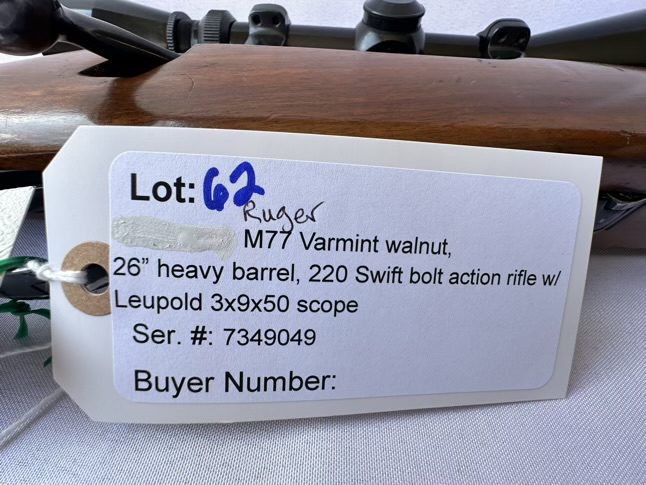 Lot: 62
Ruger
M77 Varmint walnut,
26” heavy barrel, 220 Swift bolt action rifle w/
Leupold 3x9x50 scope
Ser. #: 7349049
Buyer Number: